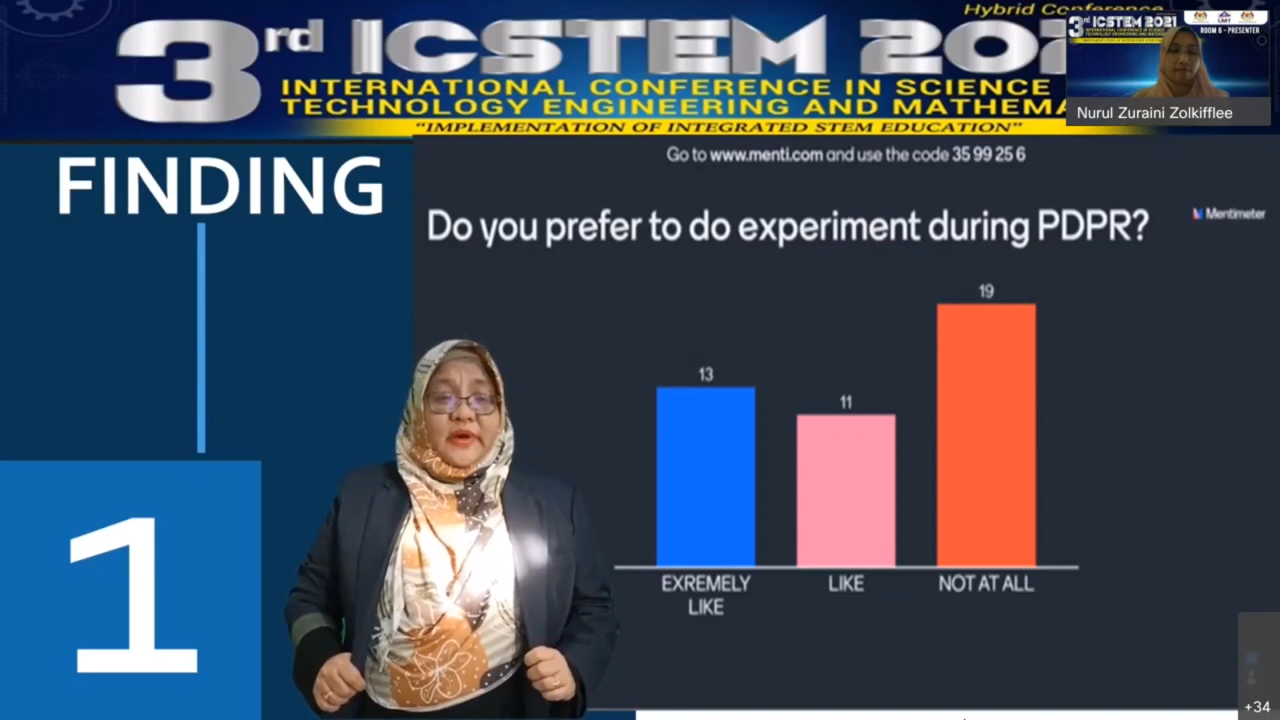 Hybrid Conference
3rd ICSTEM 202
INTERNATIONAL CONFERENCE IN SCIENCE
TECHNOLOGY ENGINEERING AND MATHEMA
"IMPLEMENTATION OF INTEGRATED STEM EDUCATION"
3rd ICSTEM 2021
ROOM 6 - PRESENTER
Nurul Zuraini Zolkifflee
FINDING
1
Go to www.menti.com and use the code 35 99 25 6
Mentimeter
Do you prefer to do experiment during PDPR?
13
11
19
EXREMELY
LIKE
LIKE
NOT AT ALL
+34